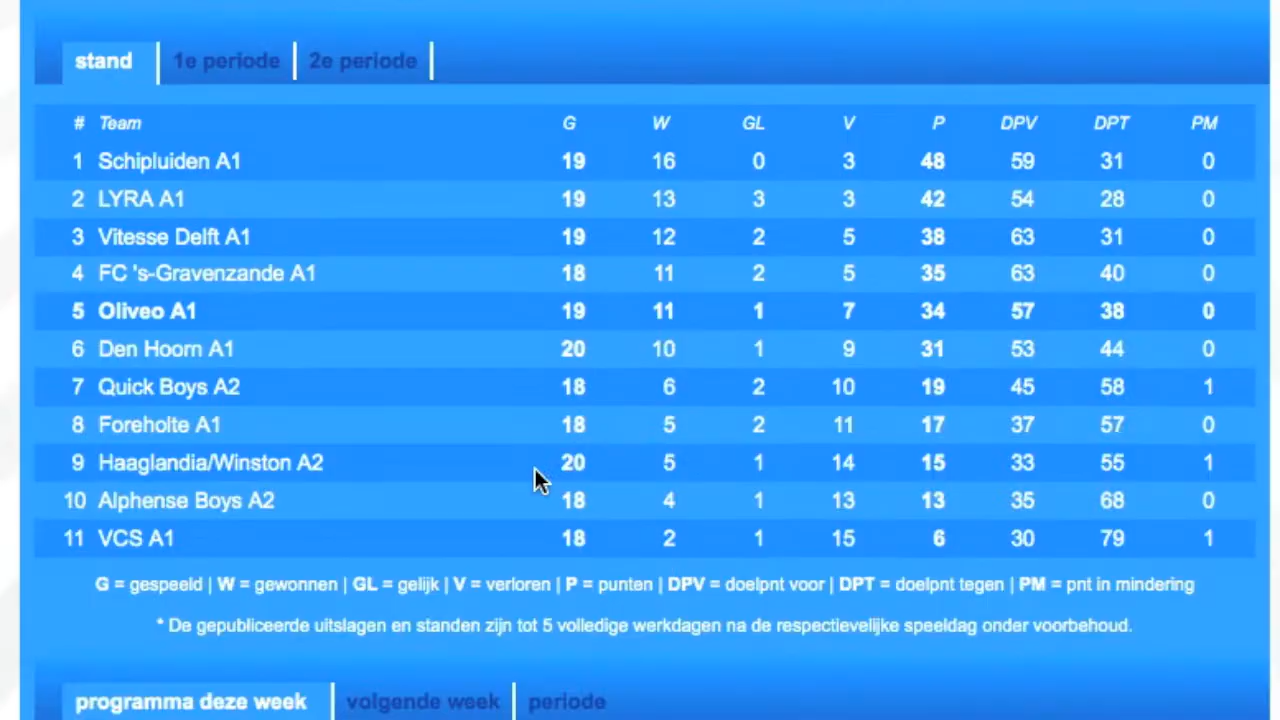 stand 1e periode 2e periode
# Team G W GL V P DPV DPT PM
1 Schipluiden A1 19 16 0 3 48 59 31 0
2 LYRA A1 19 13 3 3 42 54 28 0
3 Vitesse Delft A1 19 12 2 5 38 63 31 0
4 FC 's-Gravenzande A1 18 11 2 5 35 63 40 0
5 Oliveo A1 19 11 1 7 34 57 38 0
6 Den Hoorn A1 20 10 1 9 31 53 44 0
7 Quick Boys A2 18 6 2 10 19 45 58 1
8 Foreholte A1 18 5 2 11 17 37 57 0
9 Haaglandia/Winston A2 20 5 1 14 15 33 55 1
10 Alphense Boys A2 18 4 1 13 13 35 68 0
11 VCS A1 18 2 1 15 6 30 79 1
G = gespeeld | W = gewonnen | GL = gelijk | V = verloren | P = punten | DPV = doelpnt voor | DPT = doelpnt tegen | PM = pnt in mindering
* De gepubliceerde uitslagen en standen zijn tot 5 volledige werkdagen na de respectievelijke speeldag onder voorbehoud.
programma deze week volgende week periode